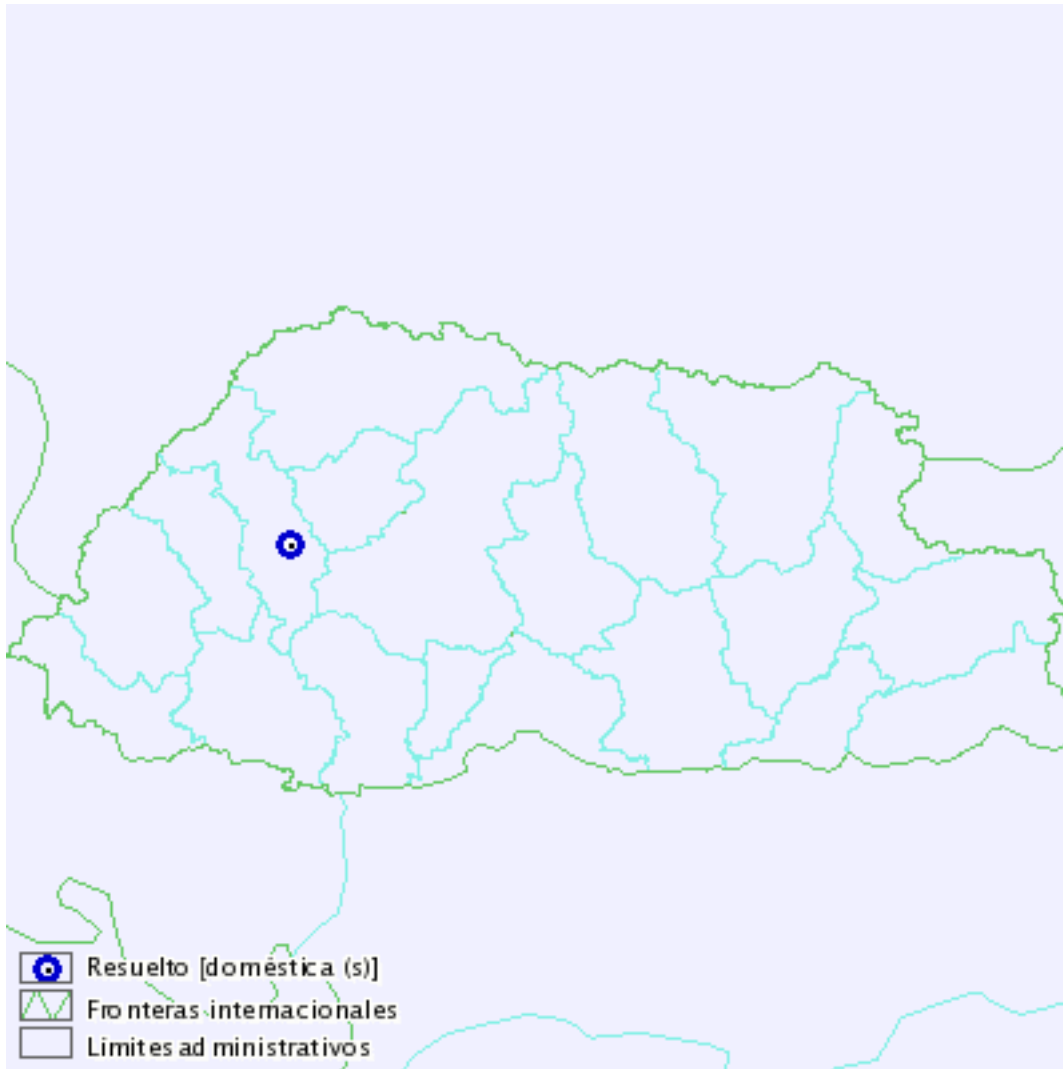 Resuelto [doméstica (s)]
Fronteras internacionales
Límites administrativos